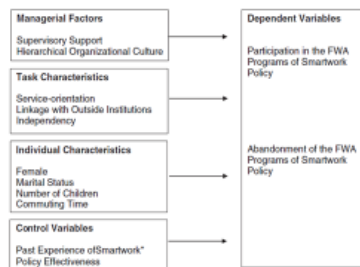 Managerial Factors
Supervisory Support
Hierarchical Organizational Culture
Task Characteristics
Service-orientation
Linkage with Outside Institutions
Independency
Individual Characteristics
Female
Marital Status
Number of Children
Commuting Time
Control Variables
Past Experience ofSmartwork*
Policy Effectiveness
Dependent Variables
Participation in the FWA
Programs of Smartwork
Policy
Abandonment of the FWA
Programs of Smartwork
Policy